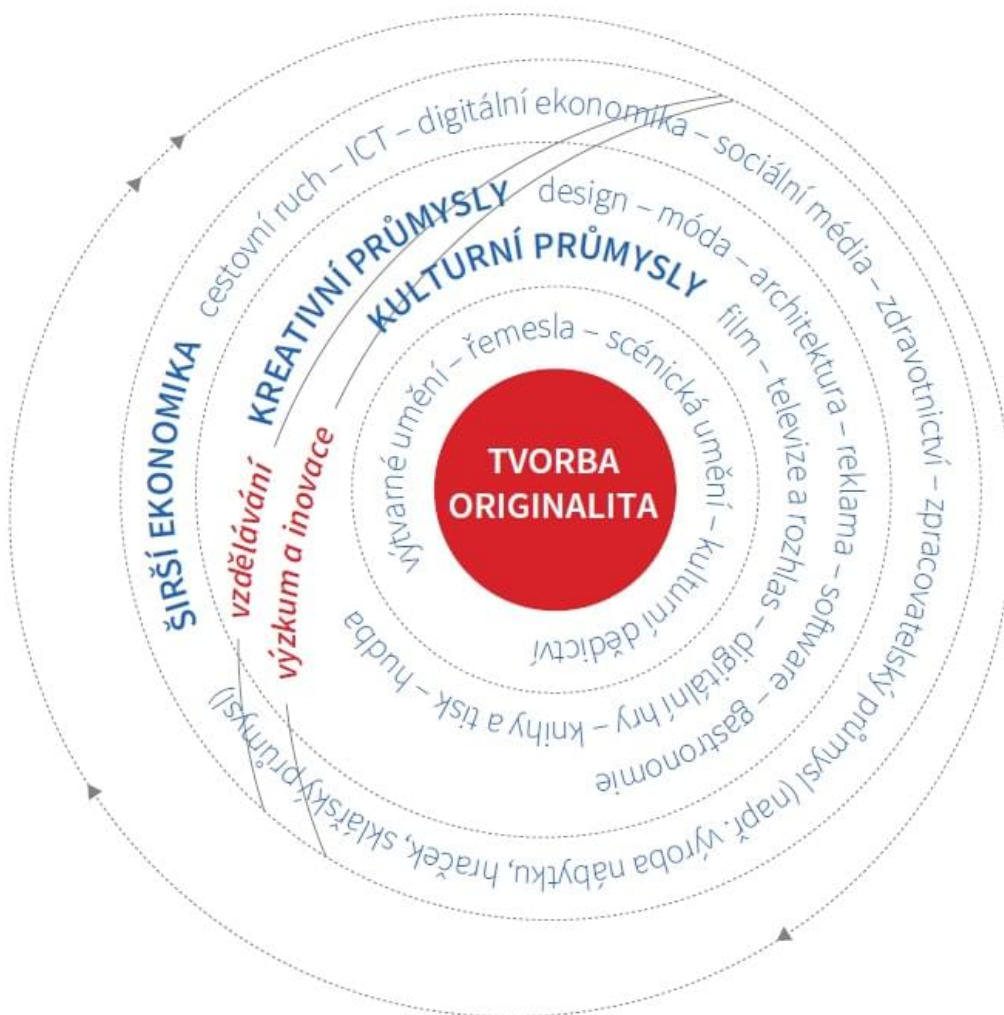 TVORBA
ORIGINALITA
výtvarné umění – řemesla – scénická umění – kulturní dědictví
KULTURNÍ PRŮMYSLY
film – televize a rozhlas – digitální hry – knihy a tisk – hudba
KREATIVNÍ PRŮMYSLY
design – móda – architektura – reklama – software – gastronomie
ŠIRŠÍ EKONOMIKA
cestovní ruch – ICT – digitální ekonomika – sociální média – zdravotnictví – zpracovatelský průmysl (např. výroba nábytku, hraček, sklářský průmysl)
vzdělávání
výzkum a inovace